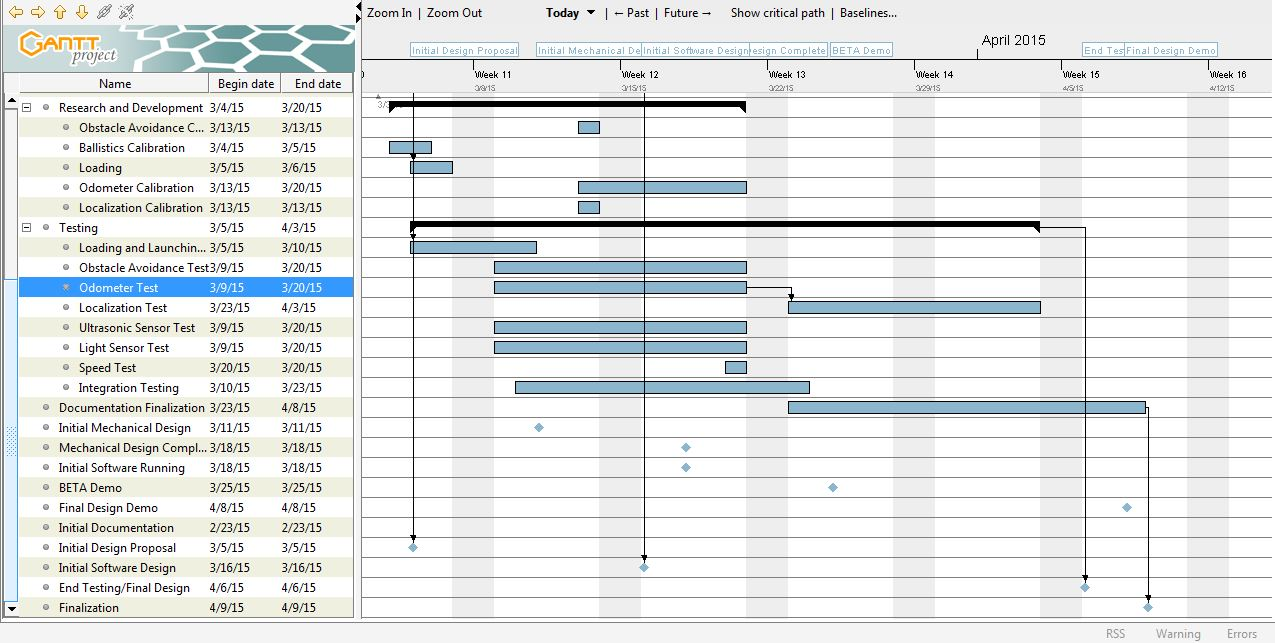 Zoom In | Zoom Out Today | ←Past | Future→ Show critical path | Baselines...
GANTT
project
April 2015
Initial Design Proposal Initial Mechanical De Initial Software Design esign Complete BETA Demo End Tes Final Design Demo
Name Begin date End date
Week 11 Week 12 Week 13 Week 14 Week 15 Week 16
3/8/15 3/15/15 3/22/15 3/29/15 4/5/15 4/12/15
Research and Development 3/4/15 3/20/15
Obstacle Avoidance C... 3/13/15 3/13/15
Ballistics Calibration 3/4/15 3/5/15
Loading 3/5/15 3/6/15
Odometer Calibration 3/13/15 3/20/15
Localization Calibration 3/13/15 3/13/15
Testing 3/5/15 4/3/15
Loading and Launchin... 3/5/15 3/10/15
Obstacle Avoidance Test 3/9/15 3/20/15
Odometer Test 3/9/15 3/20/15
Localization Test 3/23/15 4/3/15
Ultrasonic Sensor Test 3/9/15 3/20/15
Light Sensor Test 3/9/15 3/20/15
Speed Test 3/20/15 3/20/15
Integration Testing 3/10/15 3/23/15
Documentation Finalization 3/23/15 4/8/15
Initial Mechanical Design 3/11/15 3/11/15
Mechanical Design Compl... 3/18/15 3/18/15
Initial Software Running 3/18/15 3/18/15
BETA Demo 3/25/15 3/25/15
Final Design Demo 4/8/15 4/8/15
Initial Documentation 2/23/15 2/23/15
Initial Design Proposal 3/5/15 3/5/15
Initial Software Design 3/16/15 3/16/15
End Testing/Final Design 4/6/15 4/6/15
Finalization 4/9/15 4/9/15
RSS Warning Errors